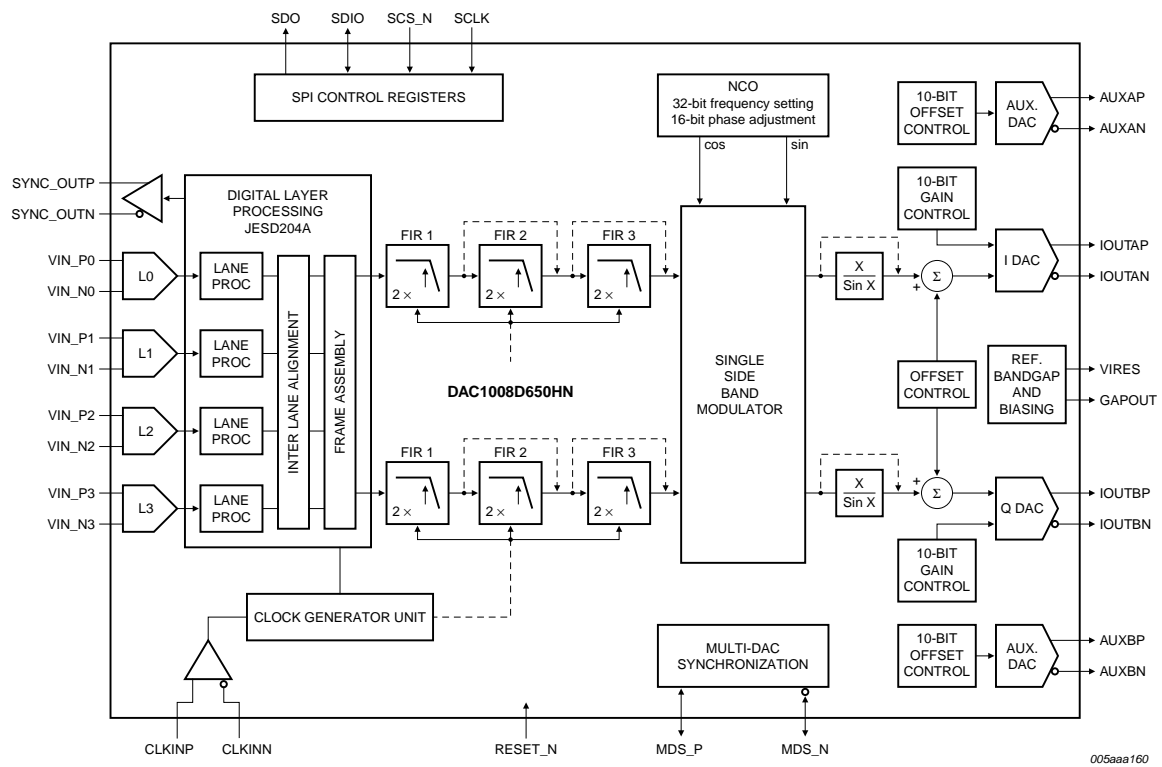 SDO
SDIO
SCS_N
SCLK
SPI CONTROL REGISTERS
NCO
32-bit frequency setting
16-bit phase adjustment
cos
sin
10-BIT
OFFSET
CONTROL
AUX.
DAC
AUXAP
AUXAN
SYNC_OUTP
SYNC_OUTN
DIGITAL LAYER
PROCESSING
JESD204A
10-BIT
GAIN
CONTROL
VIN_P0
VIN_N0
L0
LANE
PROC
FIR 1
2 ×
FIR 2
2 ×
FIR 3
2 ×
X
Sin X
+
Σ
I DAC
IOUTAP
IOUTAN
VIN_P1
VIN_N1
L1
LANE
PROC
INTER LANE ALIGNMENT
FRAME ASSEMBLY
DAC1008D650HN
SINGLE
SIDE
BAND
MODULATOR
OFFSET
CONTROL
REF.
BANDGAP
AND
BIASING
VIRES
GAPOUT
VIN_P2
VIN_N2
L2
LANE
PROC
VIN_P3
VIN_N3
L3
LANE
PROC
FIR 1
2 ×
FIR 2
2 ×
FIR 3
2 ×
X
Sin X
+
Σ
Q DAC
IOUTBP
IOUTBN
10-BIT
GAIN
CONTROL
CLOCK GENERATOR UNIT
MULTI-DAC
SYNCHRONIZATION
10-BIT
OFFSET
CONTROL
AUX.
DAC
AUXBP
AUXBN
CLKINP
CLKINN
RESET_N
MDS_P
MDS_N
005aaa160